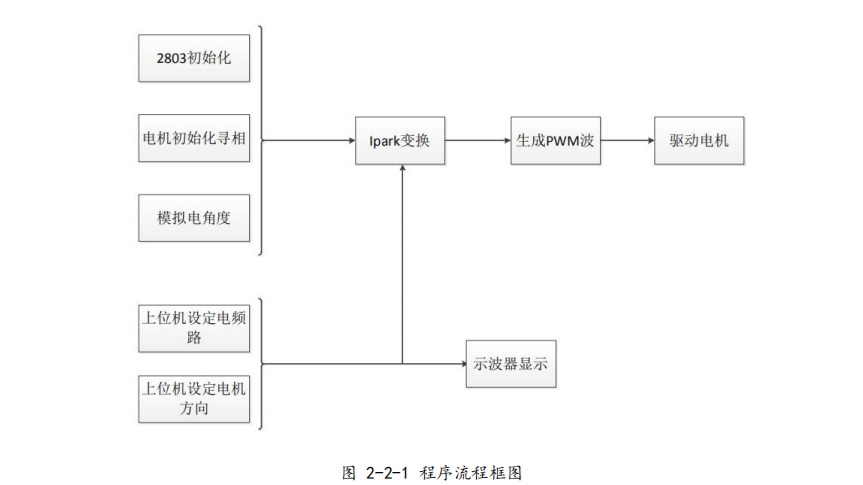 2803初始化
电机初始化寻相
Ipark变换
生成PWM波
驱动电机
模拟电角度
上位机设定电频
路
示波器显示
上位机设定电机
方向
图 2-2-1 程序流程框图